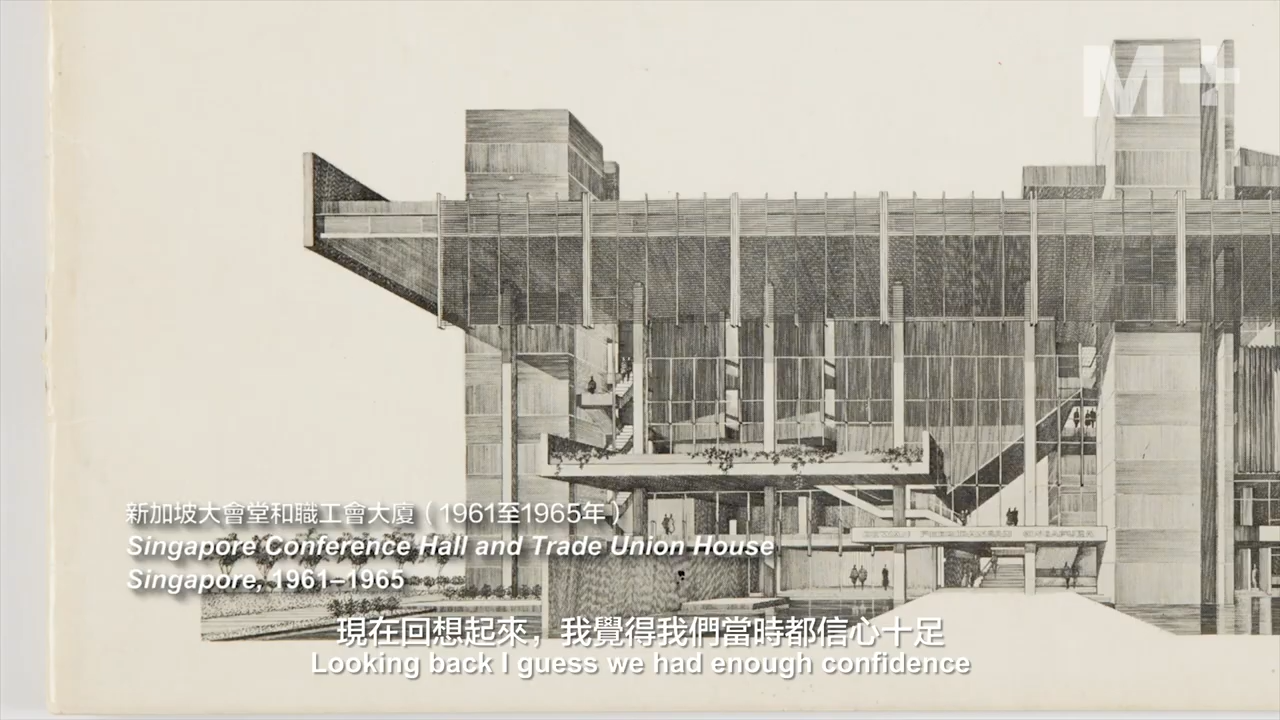 M+
新加坡大會堂和職工會大廈（1961至1965年）
Singapore Conference Hall and Trade Union House
Singapore, 1961–1965
現在回想起來，我覺得我們當時都信心十足
Looking back I guess we had enough confidence